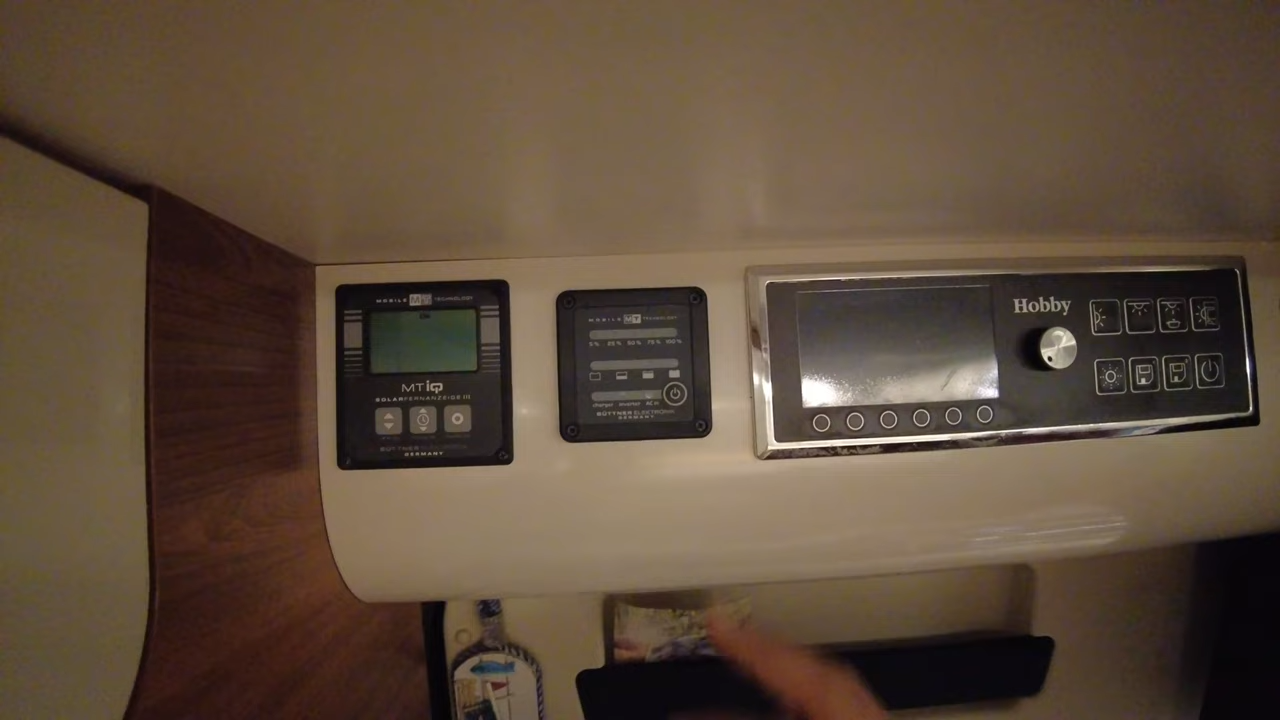 MOBILE MT TECHNOLOGY
MT iQ
SOLARFERNANZEIGE III
BÜTTNER ELEKTRONIK
GERMANY
MOBILE MT TECHNOLOGY
5% 25% 50% 75% 100%
charger inverter AC in
BÜTTNER ELEKTRONIK
GERMANY
Hobby